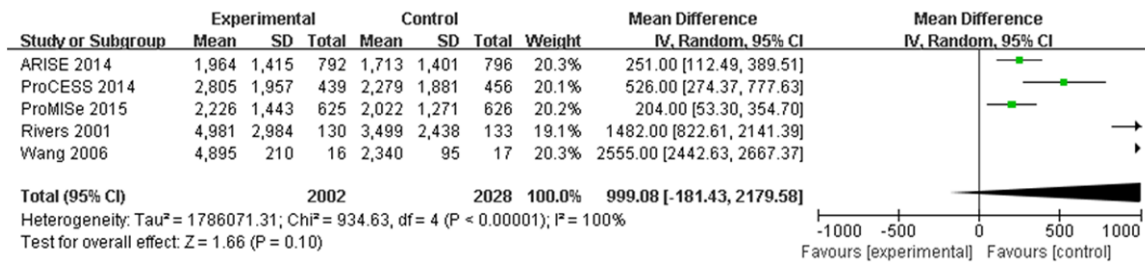 Experimental Control Mean Difference Mean Difference
Study or Subgroup Mean SD Total Mean SD Total Weight IV, Random, 95% CI IV, Random, 95% CI
ARISE 2014 1,964 1,415 792 1,713 1,401 796 20.3% 251.00 [112.49, 389.51]
ProCESS 2014 2,805 1,957 439 2,279 1,881 456 20.1% 526.00 [274.37, 777.63]
ProMISe 2015 2,226 1,443 625 2,022 1,271 626 20.2% 204.00 [53.30, 354.70]
Rivers 2001 4,981 2,984 130 3,499 2,438 133 19.1% 1482.00 [822.61, 2141.39]
Wang 2006 4,895 210 16 2,340 95 17 20.3% 2555.00 [2442.63, 2667.37]
Total (95% CI) 2002 2028 100.0% 999.08 [-181.43, 2179.58]
Heterogeneity: Tau² = 1786071.31; Chi² = 934.63, df = 4 (P < 0.00001); I² = 100%
Test for overall effect: Z = 1.66 (P = 0.10)
-1000 -500 0 500 1000
Favours [experimental] Favours [control]